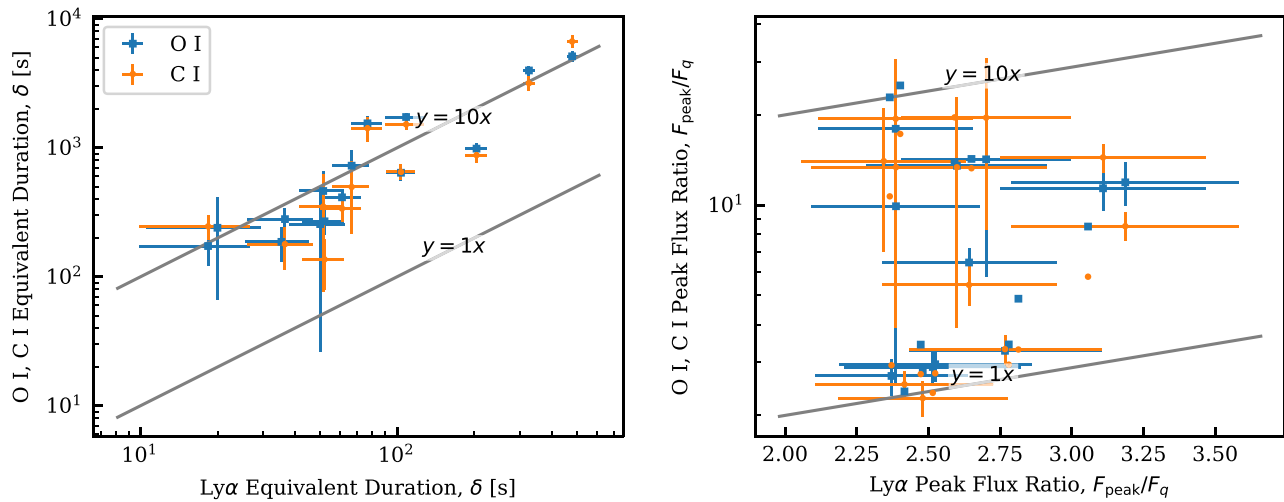 10⁴
10³
10²
10¹
O I, C I Equivalent Duration, δ [s]
O I
C I
y = 10x
y = 1x
10¹
10²
Lyα Equivalent Duration, δ [s]
10¹
O I, C I Peak Flux Ratio, F_peak/F_q
y = 10x
y = 1x
2.00 2.25 2.50 2.75 3.00 3.25 3.50
Lyα Peak Flux Ratio, F_peak/F_q